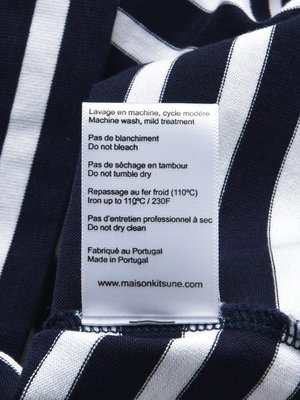 Lavage en machine, cycle modéré
Machine wash, mild treatment
Pas de blanchiment
Do not bleach
Pas de séchage en tambour
Do not tumble dry
Repassage au fer froid (110ºC)
Iron up to 110ºC / 230F
Pas d'entretien professionnel à sec
Do not dry clean
Fabriqué au Portugal
Made in Portugal
www.maisonkitsune.com